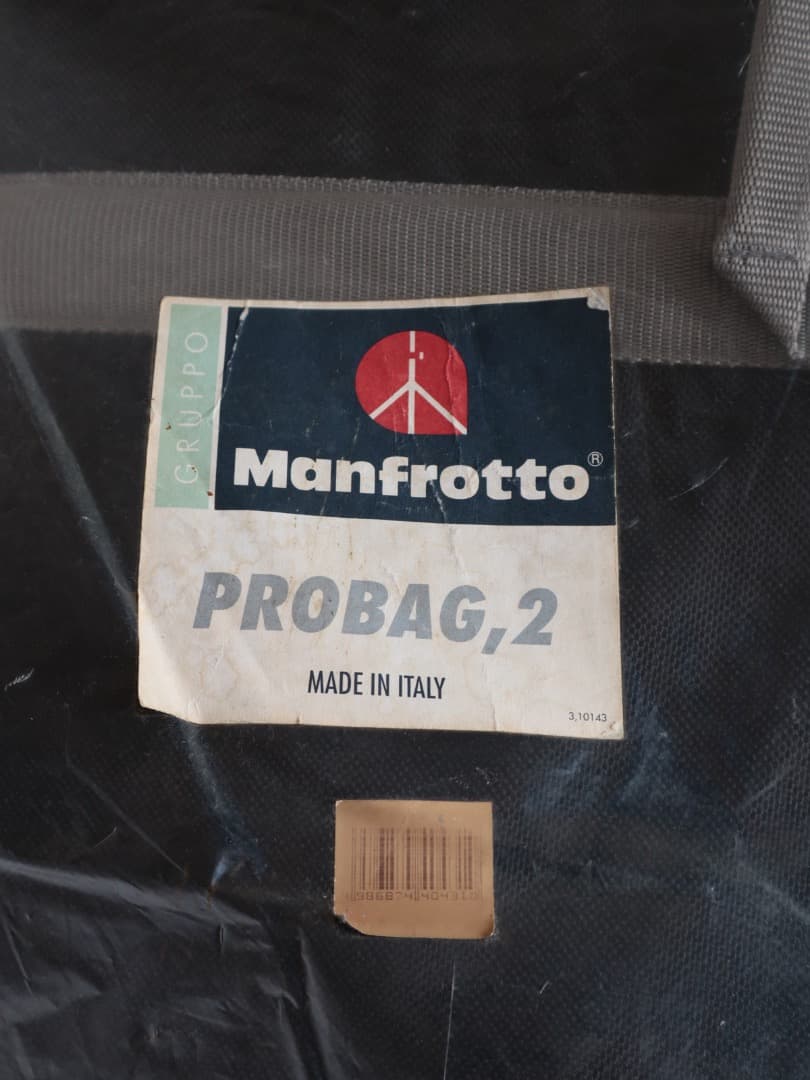 GRUPPO
Manfrotto®
PROBAG,2
MADE IN ITALY
3,10143